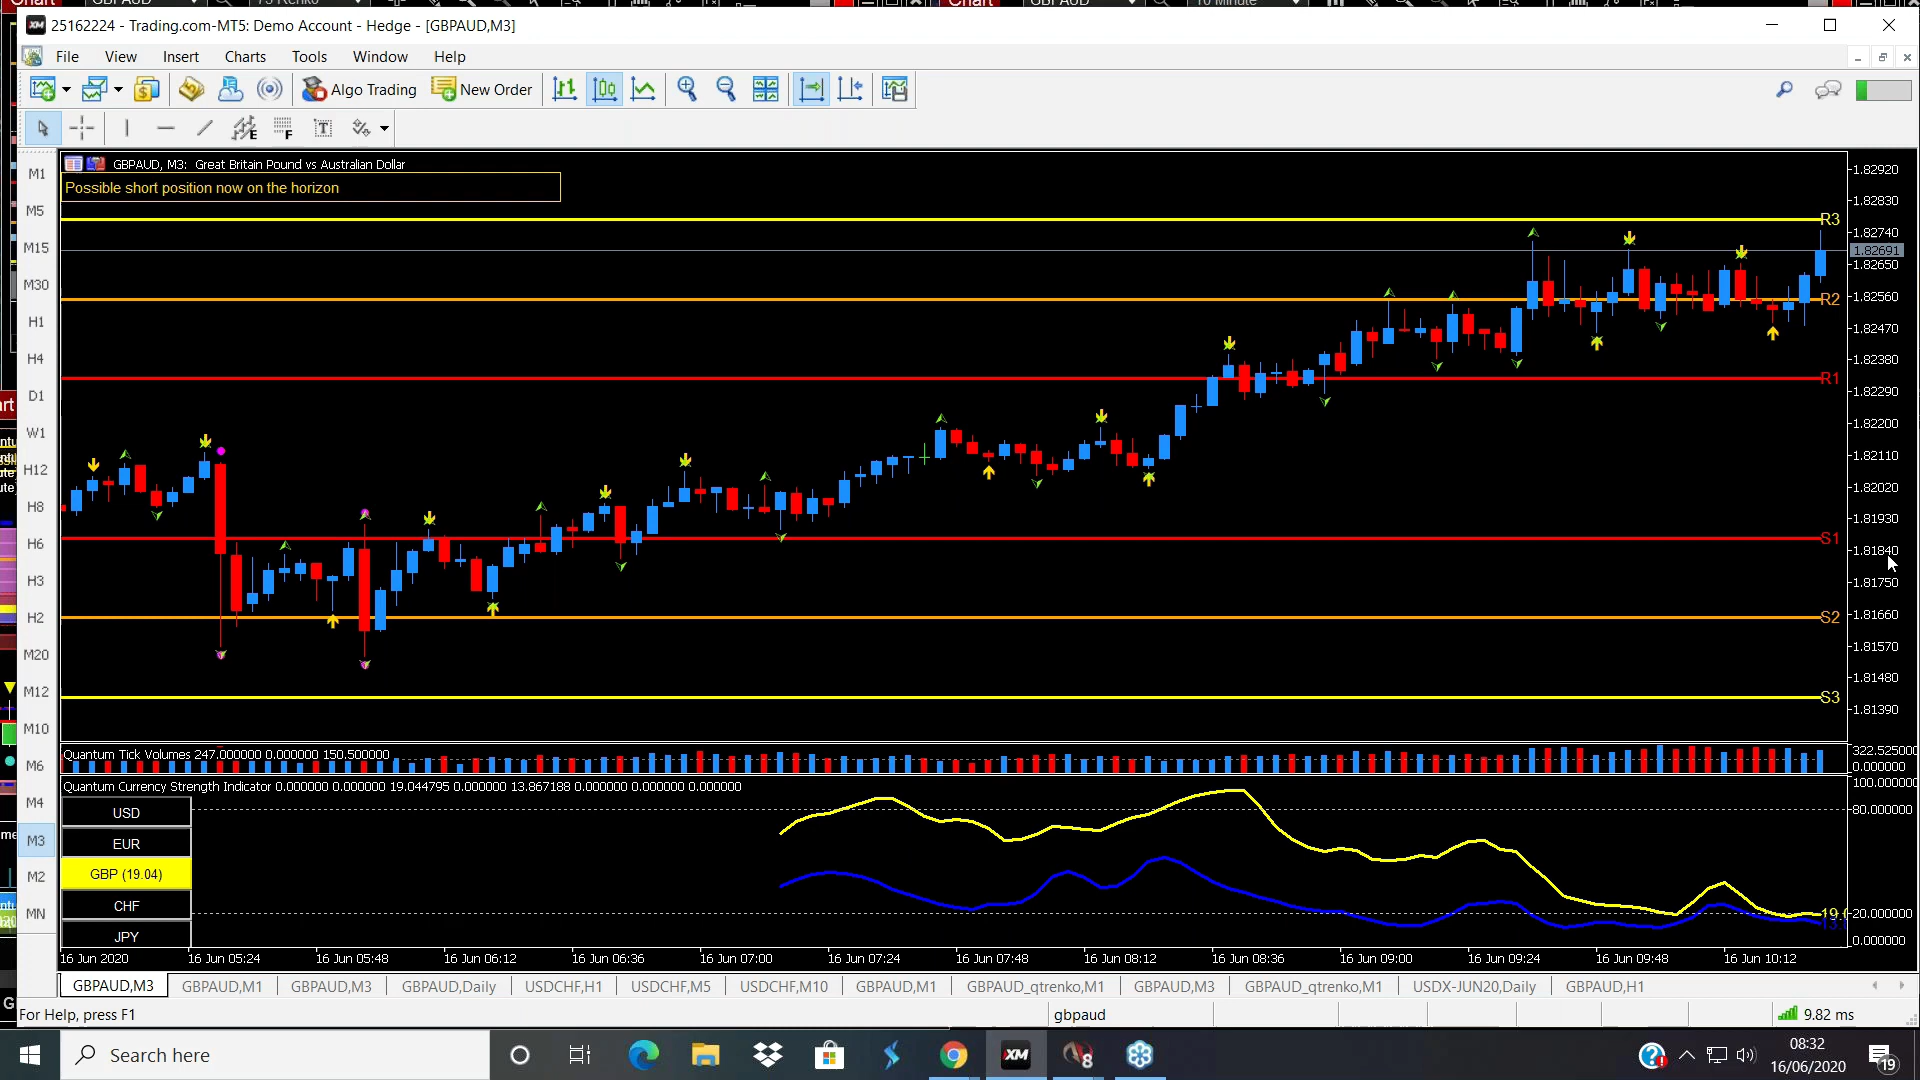 25162224 - Trading.com-MT5: Demo Account - Hedge - [GBPAUD,M3]
File View Insert Charts Tools Window Help
Algo Trading New Order
M1
M5
M15
M30
H1
H4
D1
W1
H12
H8
H6
H3
H2
M20
M12
M10
M6
M4
M3
M2
MN
GBPAUD, M3: Great Britain Pound vs Australian Dollar
Possible short position now on the horizon
R3
R2
R1
S1
S2
S3
1.82920
1.82830
1.82740
1.82691
1.82650
1.82560
1.82470
1.82380
1.82290
1.82200
1.82110
1.82020
1.81930
1.81840
1.81750
1.81660
1.81570
1.81480
1.81390
Quantum Tick Volumes 247.000000 0.000000 150.500000
322.525000
0.000000
Quantum Currency Strength Indicator 0.000000 0.000000 19.044795 0.000000 13.867188 0.000000 0.000000 0.000000
USD
EUR
GBP (19.04)
CHF
JPY
80.000000
20.000000
0.000000
16 Jun 2020 16 Jun 05:24 16 Jun 05:48 16 Jun 06:12 16 Jun 06:36 16 Jun 07:00 16 Jun 07:24 16 Jun 07:48 16 Jun 08:12 16 Jun 08:36 16 Jun 09:00 16 Jun 09:24 16 Jun 09:48 16 Jun 10:12
GBPAUD,M3 GBPAUD,M1 GBPAUD,M3 GBPAUD,Daily USDCHF,H1 USDCHF,M5 USDCHF,M10 GBPAUD,M1 GBPAUD_qtrenko,M1 GBPAUD,M3 GBPAUD_qtrenko,M1 USDX-JUN20,Daily GBPAUD,H1
For Help, press F1 gbpaud 9.82 ms
Search here
08:32
16/06/2020
19